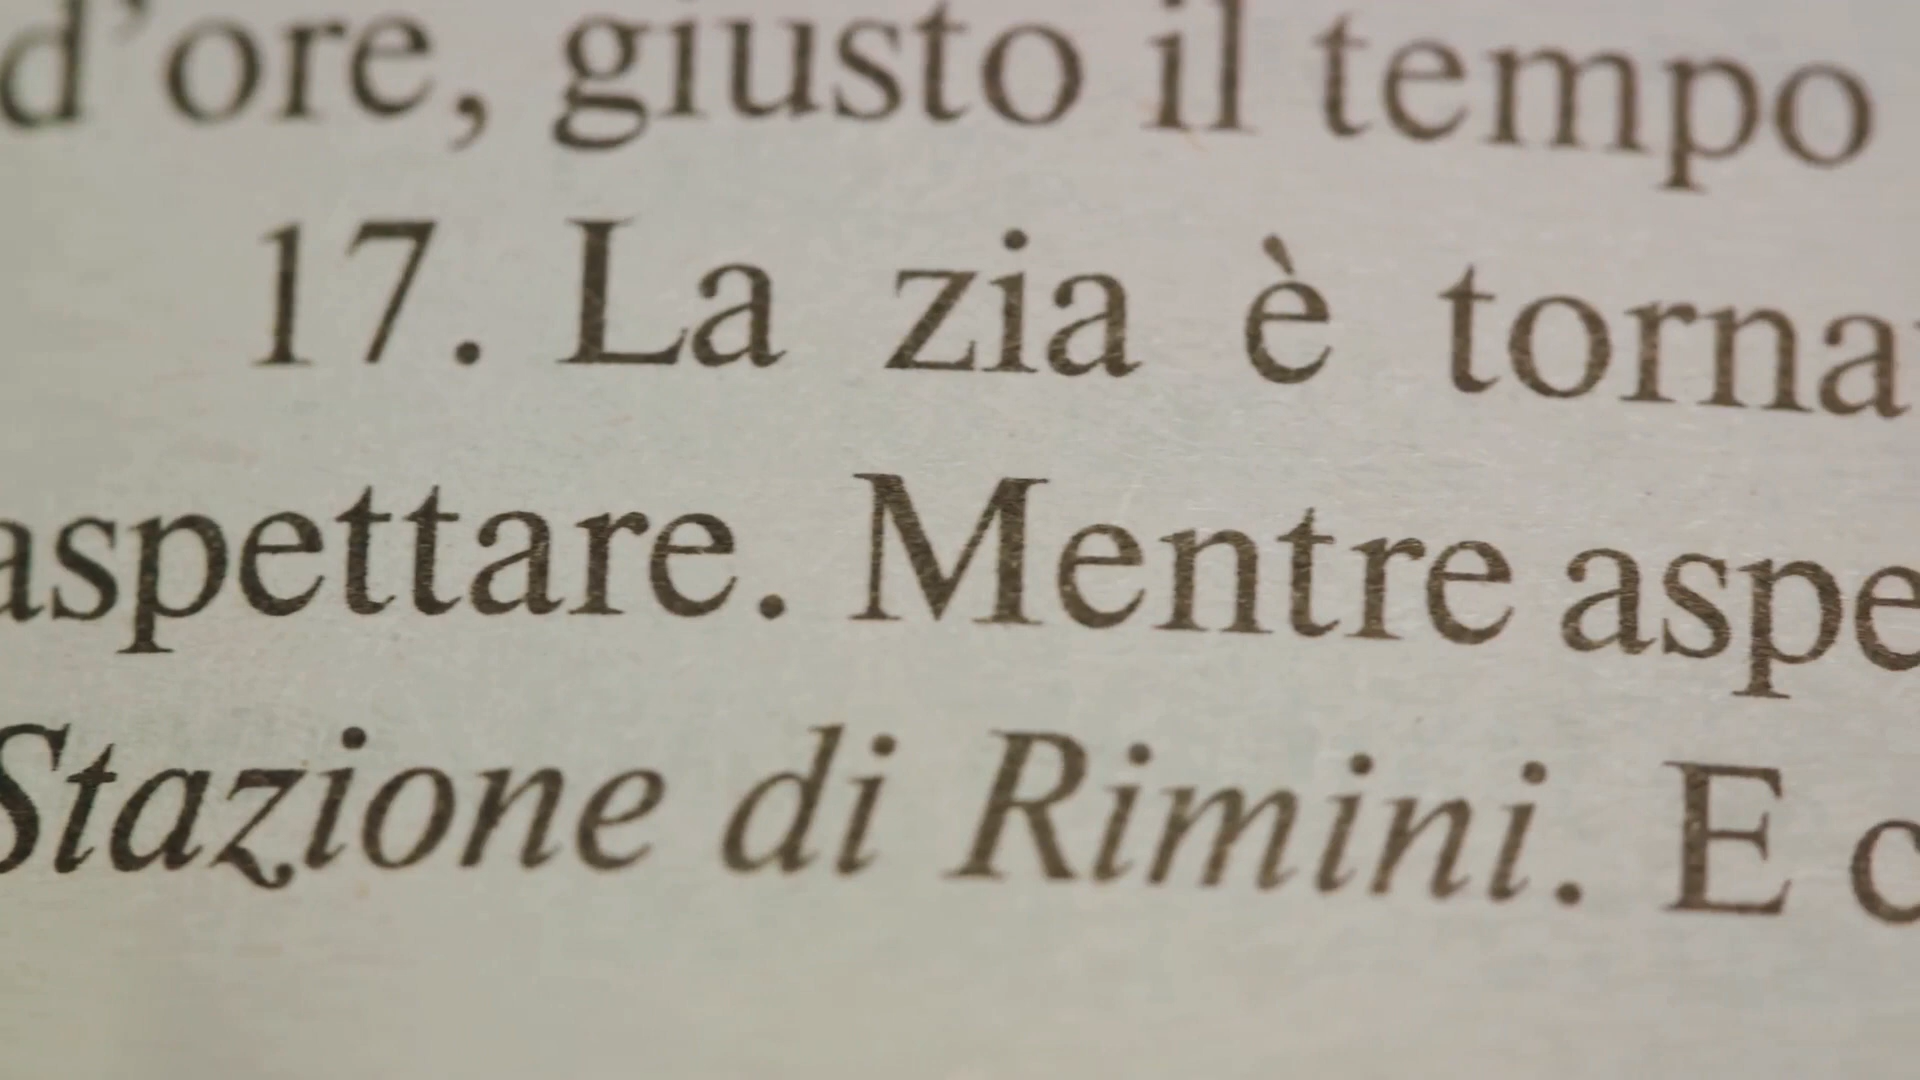 d'ore, giusto il tempo
17. La zia è torna
aspettare. Mentre aspe
Stazione di Rimini. E c